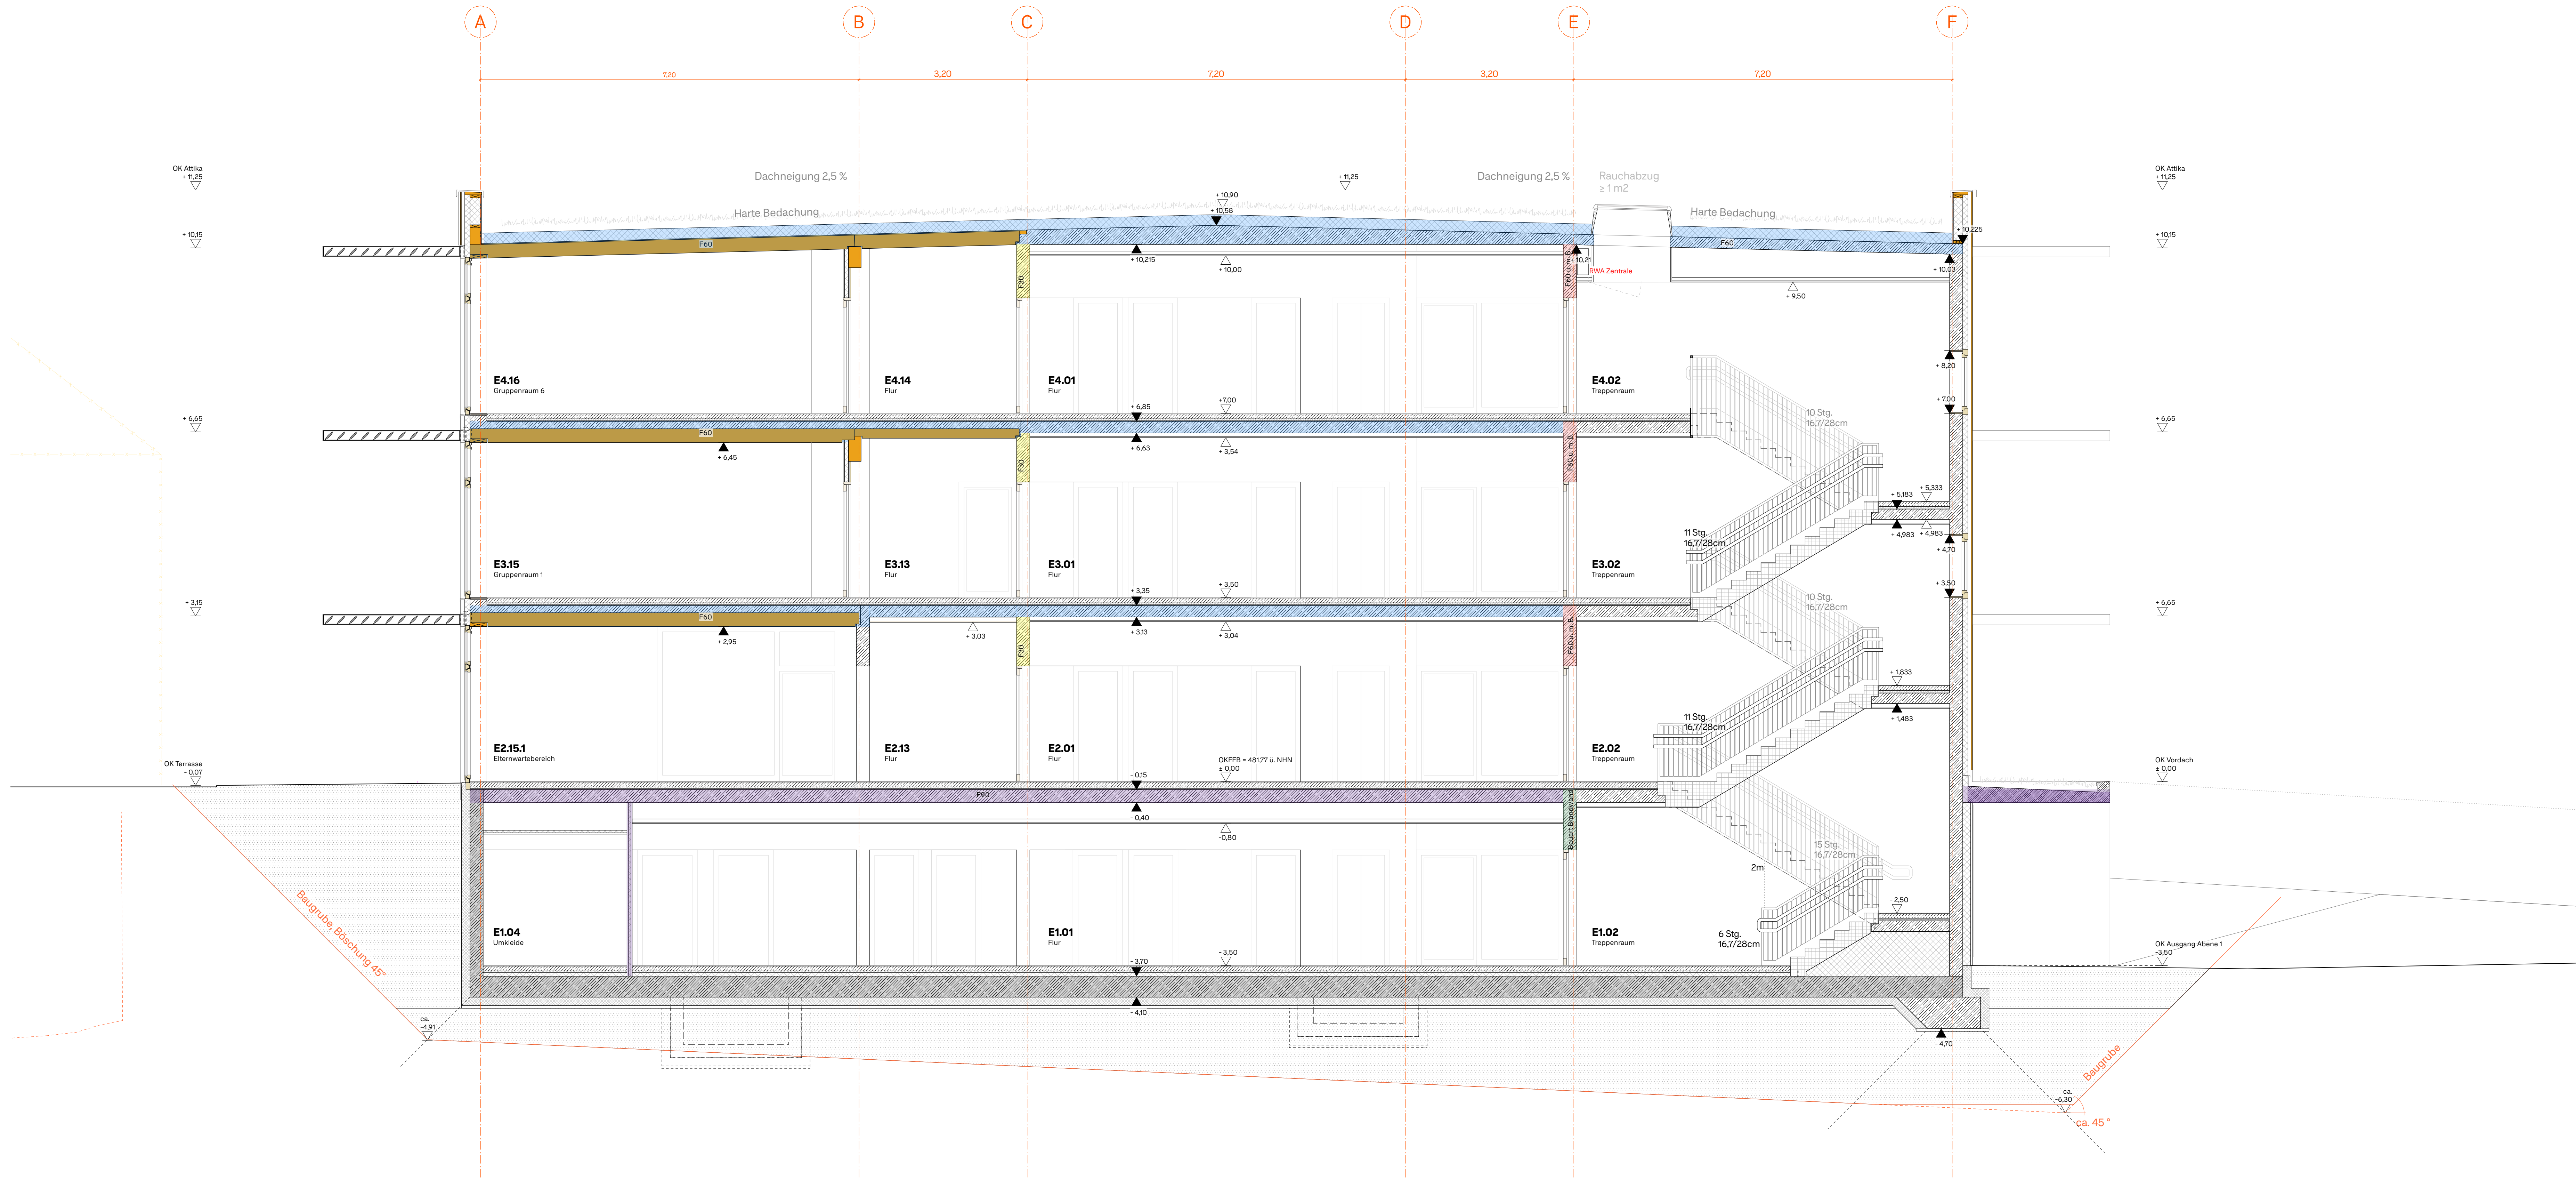 A
B
C
D
E
F
7,20
3,20
7,20
3,20
7,20
OK Attika
+ 11,25
Dachneigung 2,5 %
+ 11,25
Dachneigung 2,5 %
Rauchabzug
≥ 1 m2
OK Attika
+ 11,25
+ 10,90
+ 10,58
Harte Bedachung
Harte Bedachung
+ 10,15
+ 10,225
+ 10,15
F60
F60
+ 10,215
+ 10,00
+ 10,21
RWA Zentrale
+ 10,03
F30
F60 u. m. B.
+ 9,50
+ 8,20
E4.16
Gruppenraum 6
E4.14
Flur
E4.01
Flur
E4.02
Treppenraum
+ 7,00
+ 6,85
+7,00
10 Stg.
16,7/28cm
+ 6,65
+ 6,65
F60
+ 6,45
+ 6,63
+ 3,54
F30
F60 u. m. B.
+ 5,183
+ 5,333
+ 4,983
+ 4,983
+ 4,70
11 Stg.
16,7/28cm
E3.15
Gruppenraum 1
E3.13
Flur
E3.01
Flur
E3.02
Treppenraum
+ 3,35
+ 3,50
+ 3,50
10 Stg.
16,7/28cm
+ 3,15
+ 6,65
F60
+ 2,95
+ 3,03
+ 3,13
+ 3,04
F30
F60 u. m. B.
+ 1,833
+ 1,483
11 Stg.
16,7/28cm
E2.15.1
Elternwartebereich
E2.13
Flur
E2.01
Flur
E2.02
Treppenraum
OK Terrasse
- 0,07
- 0,15
OKFFB = 481,77 ü. NHN
± 0,00
OK Vordach
± 0,00
F90
- 0,40
-0,80
Bauart Brandwand
15 Stg.
16,7/28cm
2m
- 2,50
E1.04
Umkleide
E1.01
Flur
E1.02
Treppenraum
6 Stg.
16,7/28cm
- 3,70
- 3,50
OK Ausgang Abene 1
-3,50
Baugrube, Böschung 45°
- 4,10
ca.
-4,91
- 4,70
Baugrube
ca.
-6,30
ca. 45 °